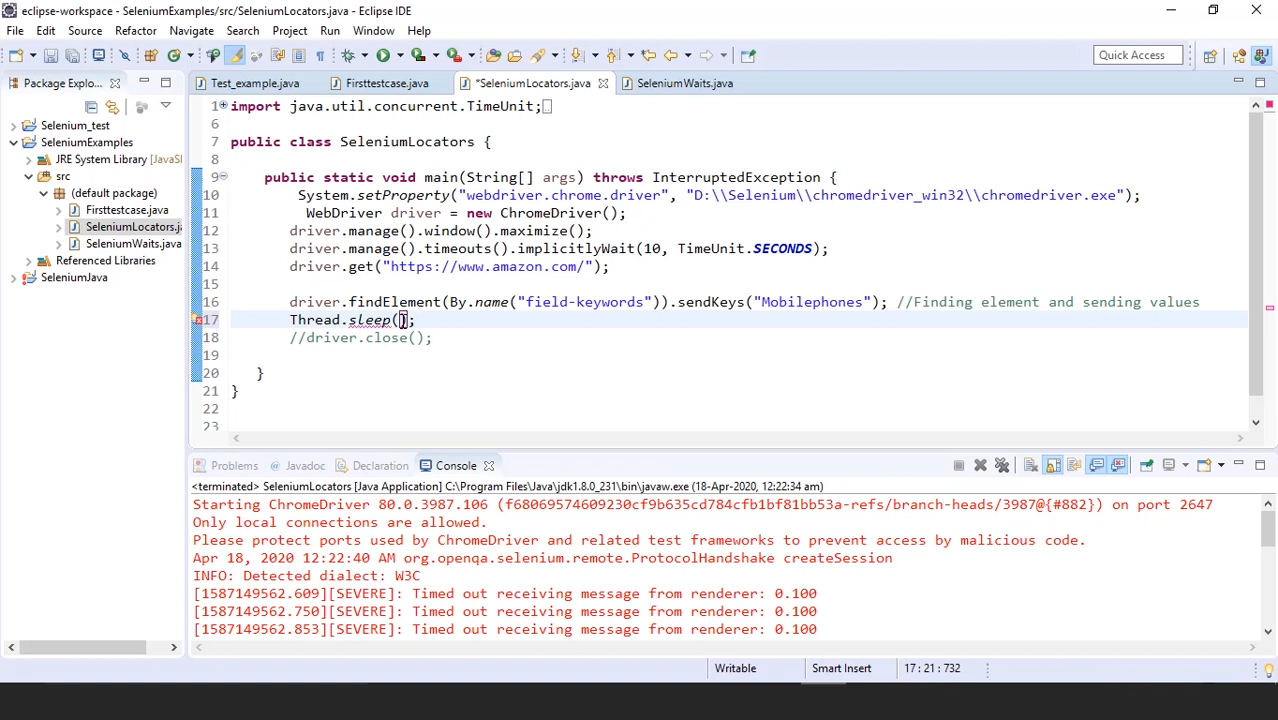 eclipse-workspace - SeleniumExamples/src/SeleniumLocators.java - Eclipse IDE
File Edit Source Refactor Navigate Search Project Run Window Help
Quick Access
Package Explo...
Test_example.java Firsttestcase.java *SeleniumLocators.java SeleniumWaits.java
Selenium_test
SeleniumExamples
JRE System Library [JavaS
src
(default package)
Firsttestcase.java
SeleniumLocators.ja
SeleniumWaits.java
Referenced Libraries
SeleniumJava
1 import java.util.concurrent.TimeUnit;
6
7 public class SeleniumLocators {
8
9 public static void main(String[] args) throws InterruptedException {
10 System.setProperty("webdriver.chrome.driver", "D:\\Selenium\\chromedriver_win32\\chromedriver.exe");
11 WebDriver driver = new ChromeDriver();
12 driver.manage().window().maximize();
13 driver.manage().timeouts().implicitlyWait(10, TimeUnit.SECONDS);
14 driver.get("https://www.amazon.com/");
15
16 driver.findElement(By.name("field-keywords")).sendKeys("Mobilephones"); //Finding element and sending values
17 Thread.sleep();
18 //driver.close();
19
20 }
21 }
22
23
Problems Javadoc Declaration Console
<terminated> SeleniumLocators [Java Application] C:\Program Files\Java\jdk1.8.0_231\bin\javaw.exe (18-Apr-2020, 12:22:34 am)
Starting ChromeDriver 80.0.3987.106 (f68069574609230cf9b635cd784cfb1bf81bb53a-refs/branch-heads/3987@{#882}) on port 2647
Only local connections are allowed.
Please protect ports used by ChromeDriver and related test frameworks to prevent access by malicious code.
Apr 18, 2020 12:22:40 AM org.openqa.selenium.remote.ProtocolHandshake createSession
INFO: Detected dialect: W3C
[1587149562.609][SEVERE]: Timed out receiving message from renderer: 0.100
[1587149562.750][SEVERE]: Timed out receiving message from renderer: 0.100
[1587149562.853][SEVERE]: Timed out receiving message from renderer: 0.100
Writable Smart Insert 17 : 21 : 732